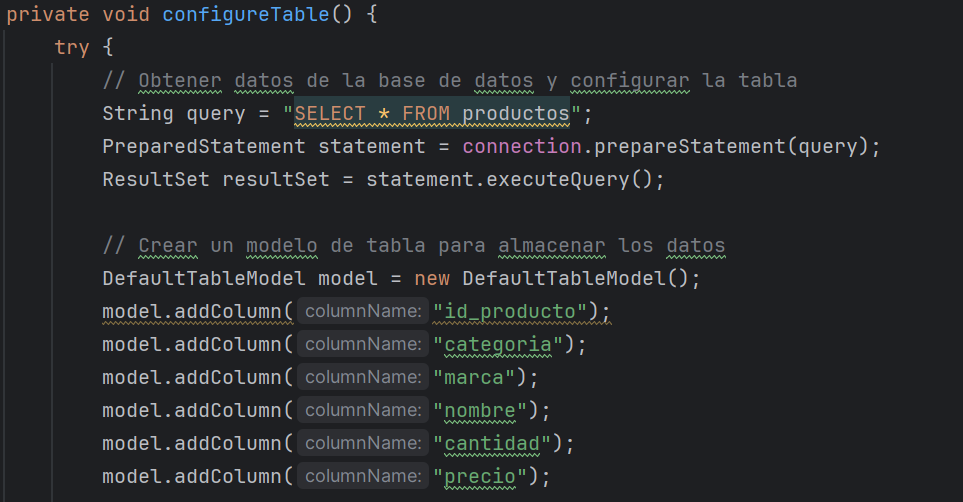 private void configureTable() {
try {
// Obtener datos de la base de datos y configurar la tabla
String query = "SELECT * FROM productos";
PreparedStatement statement = connection.prepareStatement(query);
ResultSet resultSet = statement.executeQuery();
// Crear un modelo de tabla para almacenar los datos
DefaultTableModel model = new DefaultTableModel();
model.addColumn( columnName: "id_producto");
model.addColumn( columnName: "categoria");
model.addColumn( columnName: "marca");
model.addColumn( columnName: "nombre");
model.addColumn( columnName: "cantidad");
model.addColumn( columnName: "precio");